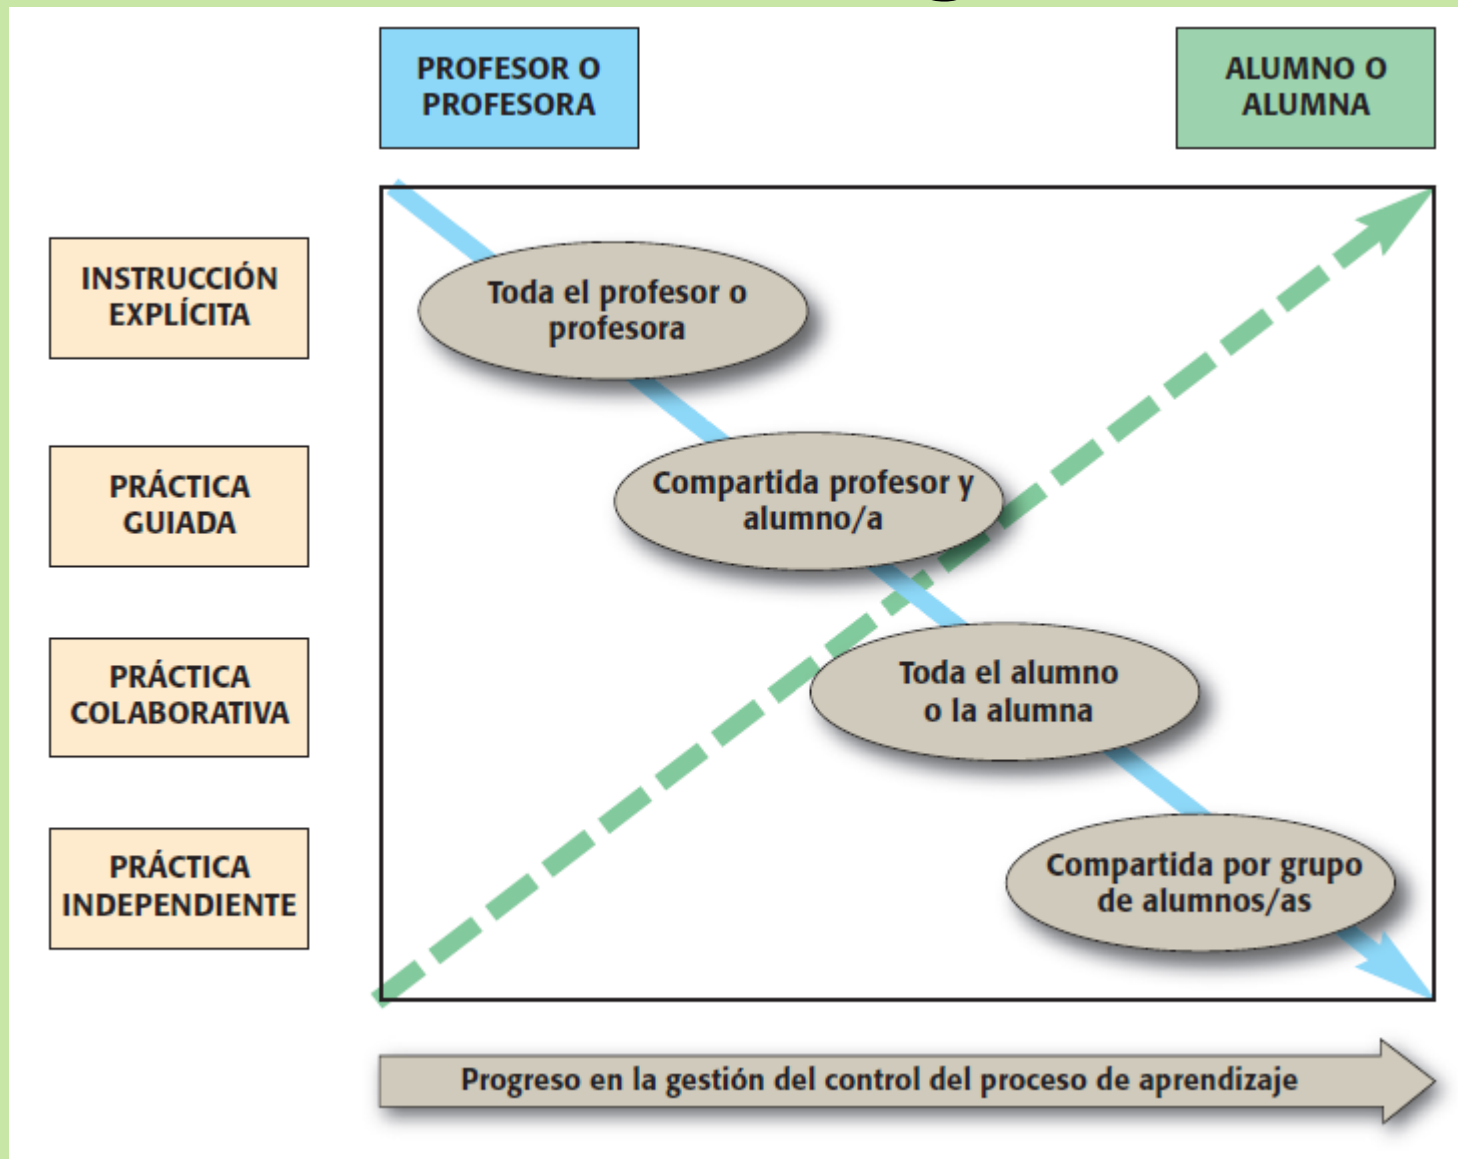 PROFESOR O
PROFESORA
ALUMNO O
ALUMNA
INSTRUCCIÓN
EXPLÍCITA
Toda el profesor o
profesora
PRÁCTICA
GUIADA
Compartida profesor y
alumno/a
PRÁCTICA
COLABORATIVA
Toda el alumno
o la alumna
PRÁCTICA
INDEPENDIENTE
Compartida por grupo
de alumnos/as
Progreso en la gestión del control del proceso de aprendizaje